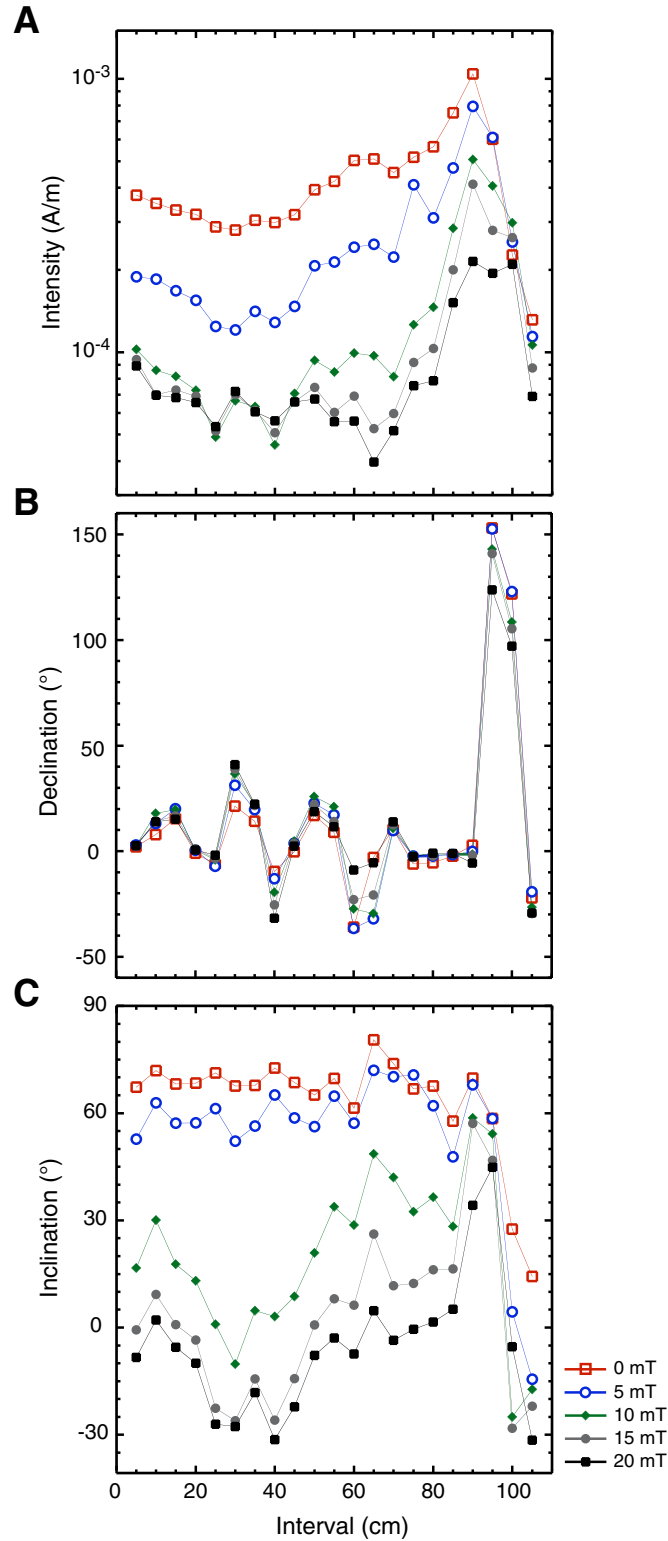 A
10-3
10-4
Intensity (A/m)
B
150
100
50
0
-50
Declination (°)
C
90
60
30
0
-30
Inclination (°)
0 20 40 60 80 100
Interval (cm)
0 mT
5 mT
10 mT
15 mT
20 mT